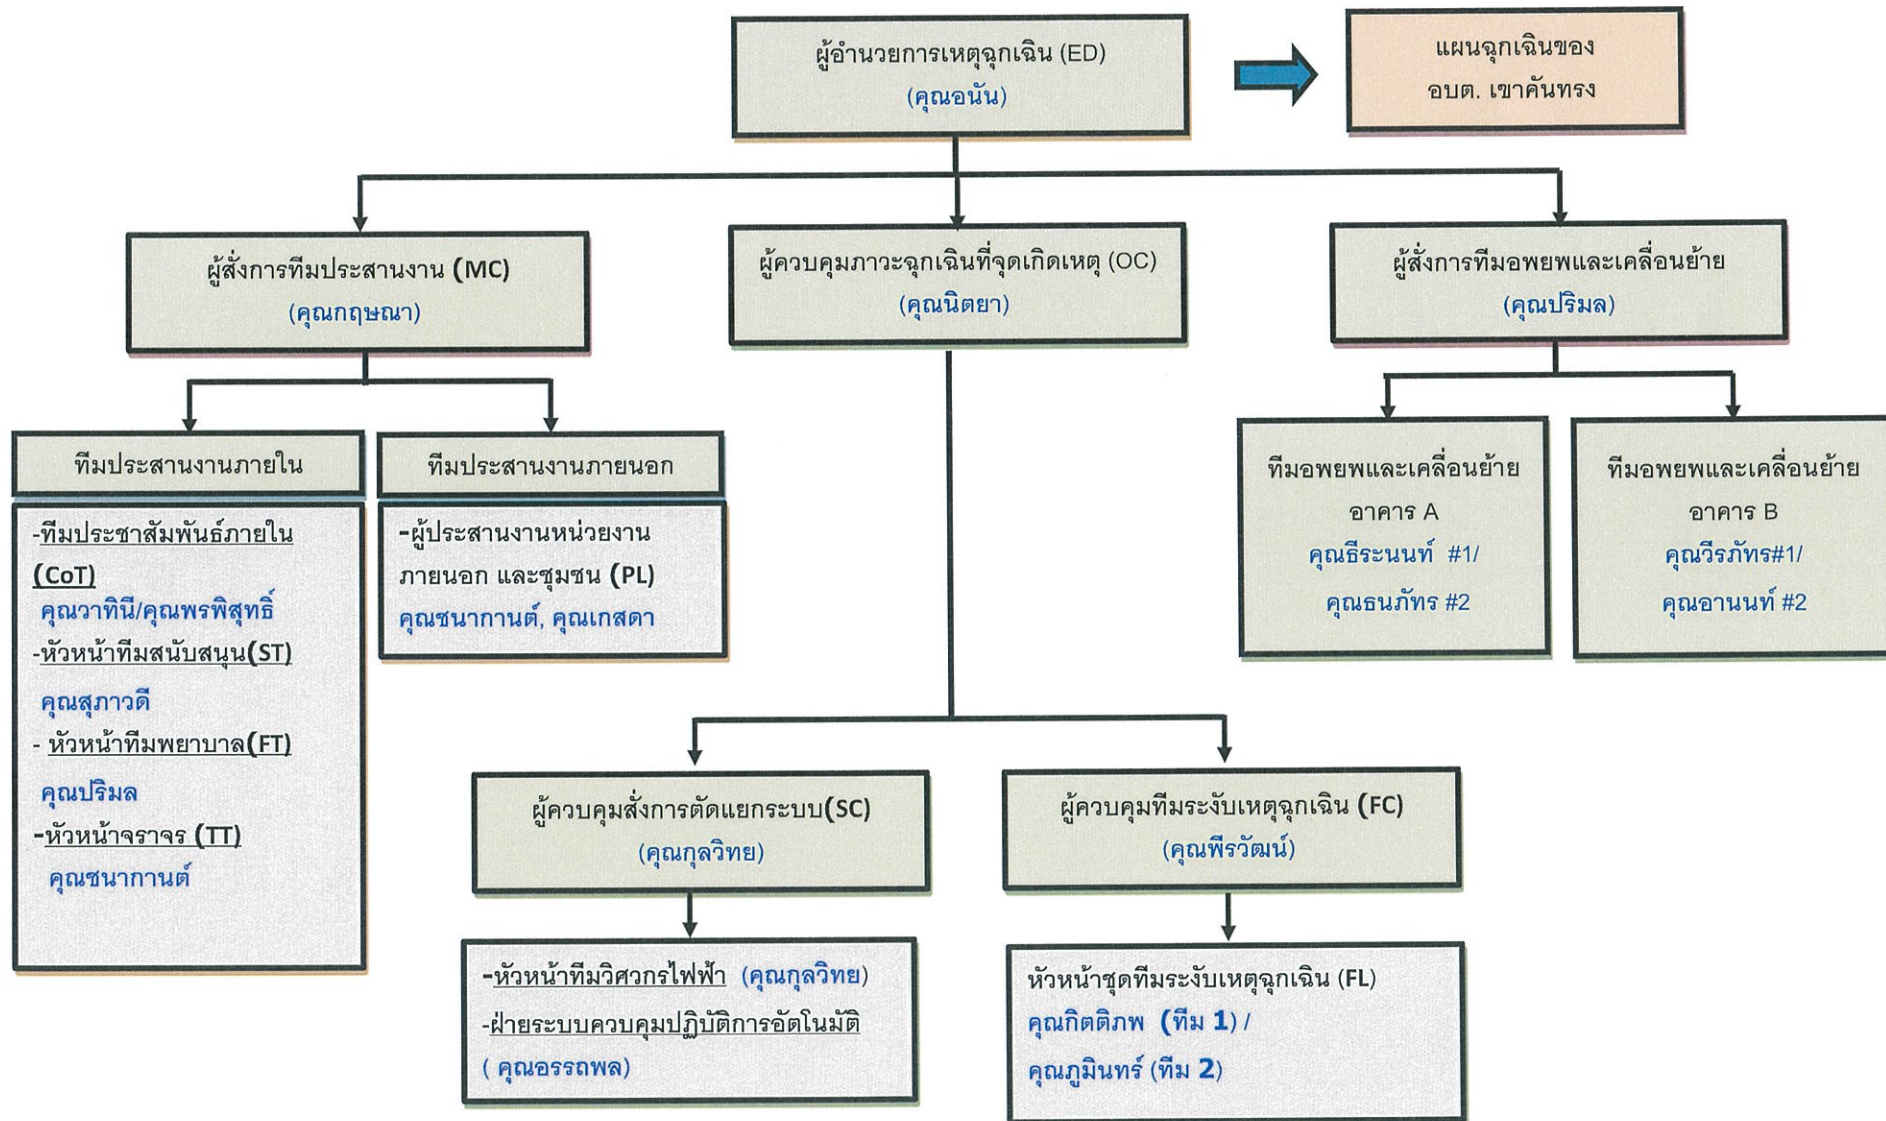 ผู้อำนวยการเหตุฉุกเฉิน (ED)
(คุณอนัน)
แผนฉุกเฉินของ
อบต. เขาคันทรง
ผู้สั่งการทีมประสานงาน (MC)
(คุณกฤษณา)
ผู้ควบคุมภาวะฉุกเฉินที่จุดเกิดเหตุ (OC)
(คุณนิตยา)
ผู้สั่งการทีมอพยพและเคลื่อนย้าย
(คุณปริมล)
ทีมประสานงานภายใน
-ทีมประชาสัมพันธ์ภายใน
(CoT)
คุณวาทินี/คุณพรพิสุทธิ์
-หัวหน้าทีมสนับสนุน(ST)
คุณสุภาวดี
- หัวหน้าทีมพยาบาล(FT)
คุณปริมล
-หัวหน้าจราจร (TT)
คุณชนากานต์
ทีมประสานงานภายนอก
-ผู้ประสานงานหน่วยงาน
ภายนอก และชุมชน (PL)
คุณชนากานต์, คุณเกสดา
ทีมอพยพและเคลื่อนย้าย
อาคาร A
คุณธีระนนท์ #1/
คุณธนภัทร #2
ทีมอพยพและเคลื่อนย้าย
อาคาร B
คุณวีรภัทร#1/
คุณอานนท์ #2
ผู้ควบคุมสั่งการตัดแยกระบบ(SC)
(คุณกุลวิทย)
-หัวหน้าทีมวิศวกรไฟฟ้า (คุณกุลวิทย)
-ฝ่ายระบบควบคุมปฏิบัติการอัตโนมัติ
( คุณอรรถพล)
ผู้ควบคุมทีมระงับเหตุฉุกเฉิน (FC)
(คุณพีรวัฒน์)
หัวหน้าชุดทีมระงับเหตุฉุกเฉิน (FL)
คุณกิตติภพ (ทีม 1) /
คุณภูมินทร์ (ทีม 2)